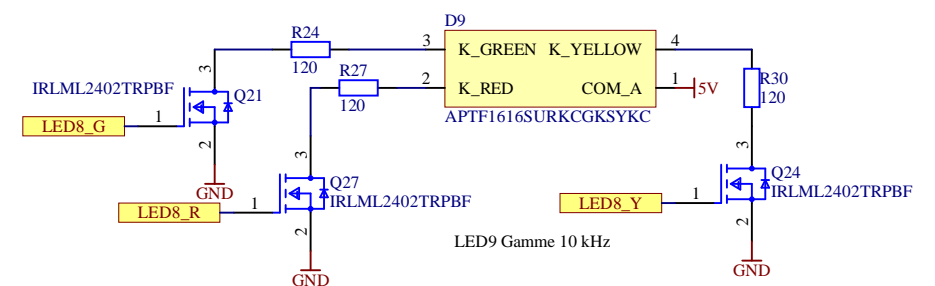 D9
R24
3
K_GREEN
K_YELLOW
4
120
3
R27
2
K_RED
COM_A
1
5V
R30
120
IRLML2402TRPBF
Q21
120
APTF1616SURKCGKSYKC
LED8_G
1
2
3
3
GND
Q27
IRLML2402TRPBF
Q24
IRLML2402TRPBF
LED8_R
1
LED8_Y
1
2
2
LED9 Gamme 10 kHz
GND
GND